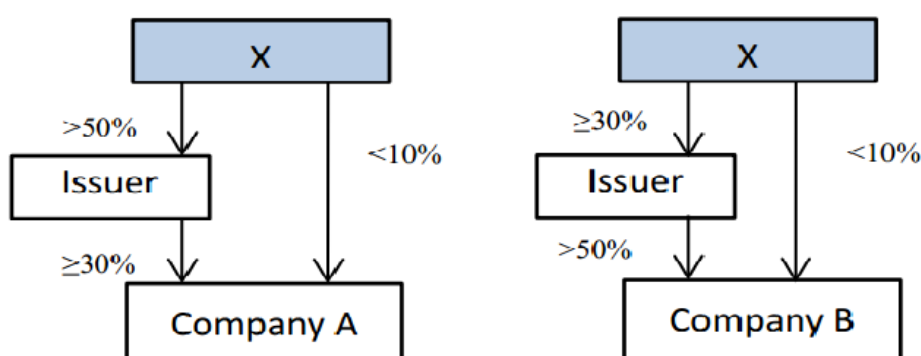 X
>50%
<10%
Issuer
≥30%
Company A
X
≥30%
<10%
Issuer
>50%
Company B